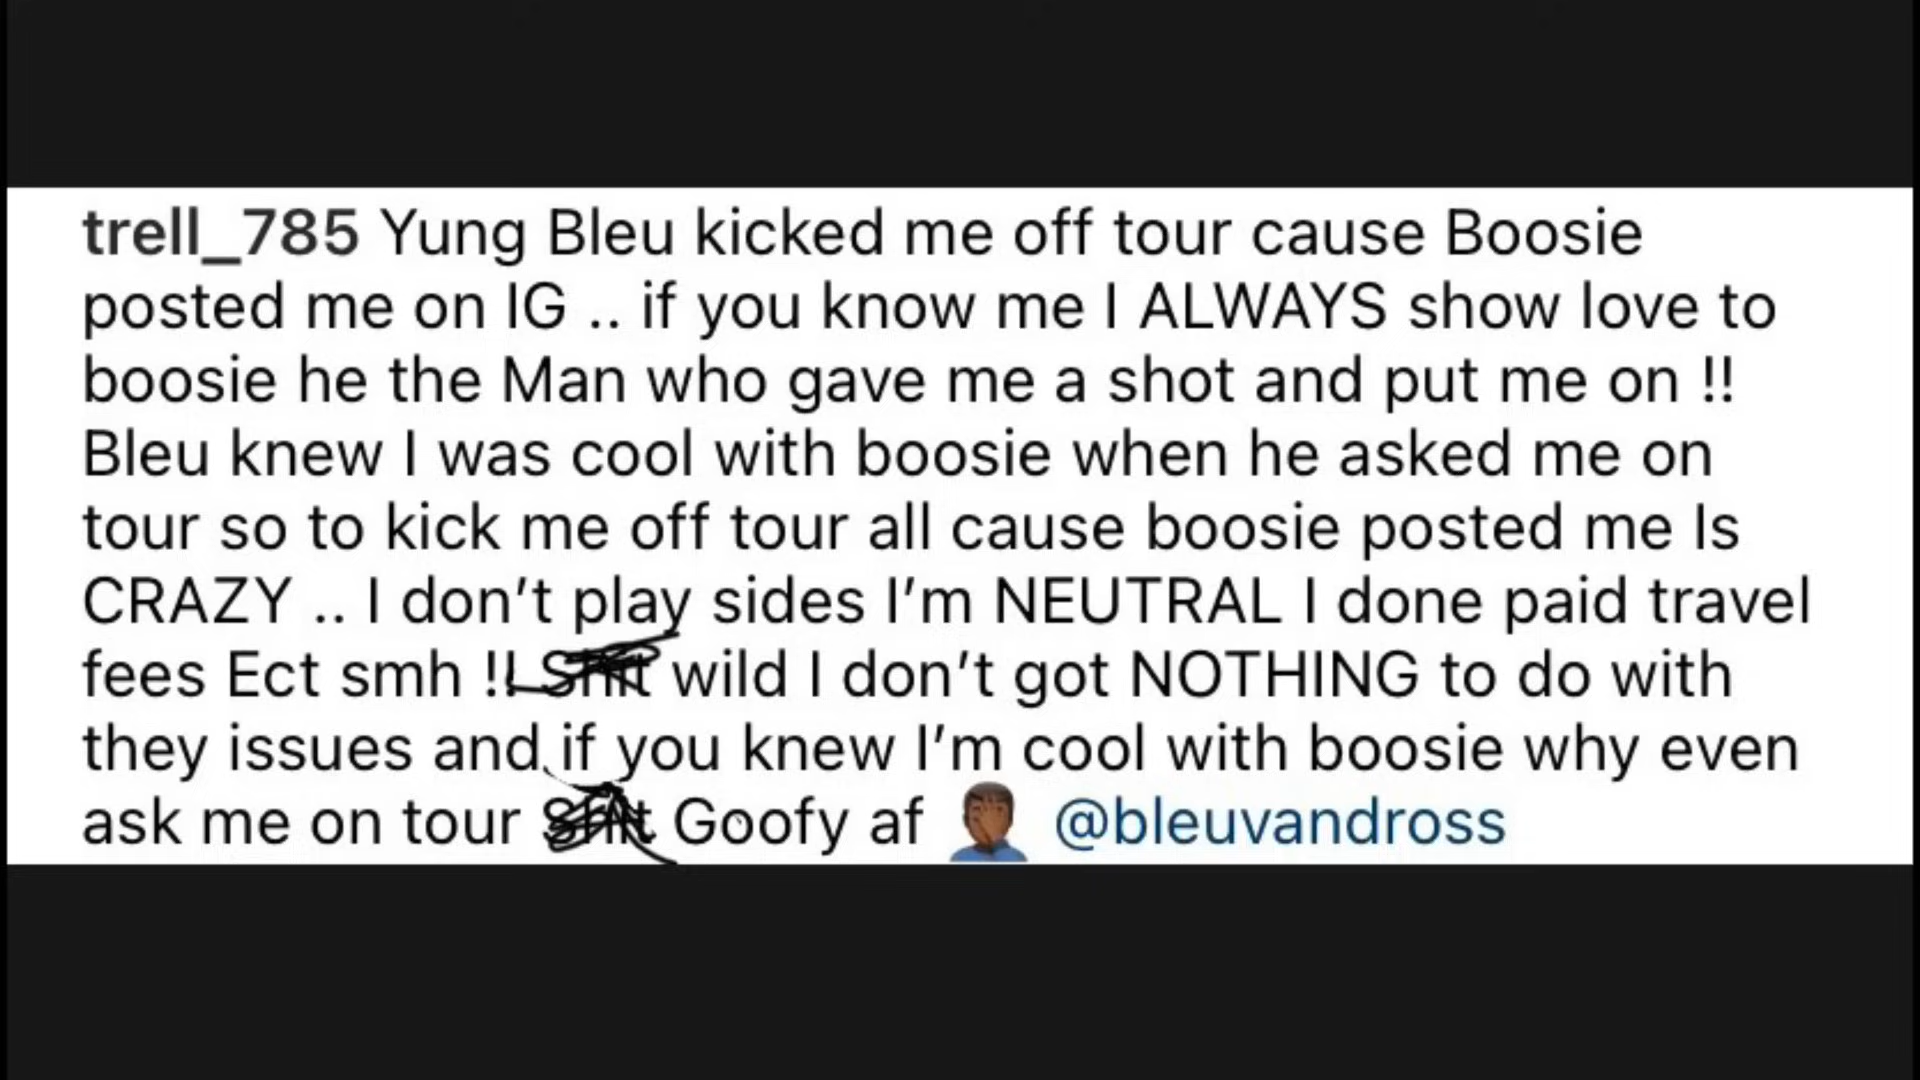 trell_785 Yung Bleu kicked me off tour cause Boosie
posted me on IG .. if you know me I ALWAYS show love to
boosie he the Man who gave me a shot and put me on !!
Bleu knew I was cool with boosie when he asked me on
tour so to kick me off tour all cause boosie posted me Is
CRAZY .. I don’t play sides I’m NEUTRAL I done paid travel
fees Ect smh !! Shit wild I don’t got NOTHING to do with
they issues and if you knew I’m cool with boosie why even
ask me on tour Shit Goofy af 🤦🏾‍♂️ @bleuvandross